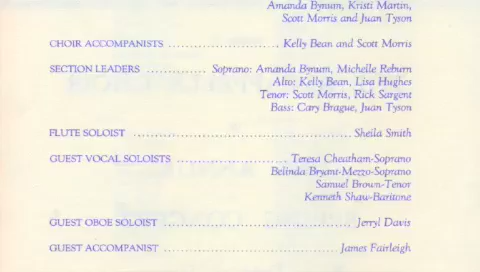 Amanda Bynum, Kristi Martin,
Scott Morris and Juan Tyson
CHOIR ACCOMPANISTS ........................... Kelly Bean and Scott Morris
SECTION LEADERS ............... Soprano: Amanda Bynum, Michelle Reburn
Alto: Kelly Bean, Lisa Hughes
Tenor: Scott Morris, Rick Sargent
Bass: Cary Brague, Juan Tyson
FLUTE SOLOIST ..................................................... Sheila Smith
GUEST VOCAL SOLOISTS ........................... Teresa Cheatham-Soprano
Belinda Bryant-Mezzo-Soprano
Samuel Brown-Tenor
Kenneth Shaw-Baritone
GUEST OBOE SOLOIST .............................................. Jerryl Davis
GUEST ACCOMPANIST .......................................... James Fairleigh